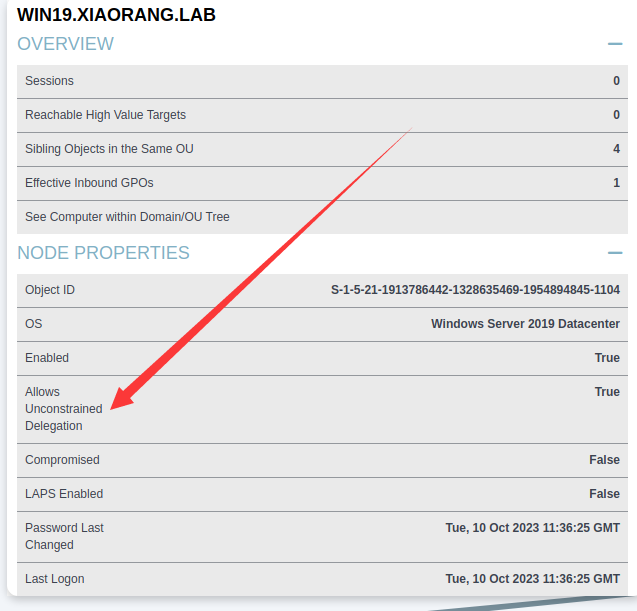 WIN19.XIAORANG.LAB
OVERVIEW
Sessions 0
Reachable High Value Targets 0
Sibling Objects in the Same OU 4
Effective Inbound GPOs 1
See Computer within Domain/OU Tree
NODE PROPERTIES
Object ID S-1-5-21-1913786442-1328635469-1954894845-1104
OS Windows Server 2019 Datacenter
Enabled True
Allows True
Unconstrained
Delegation
Compromised False
LAPS Enabled False
Password Last Tue, 10 Oct 2023 11:36:25 GMT
Changed
Last Logon Tue, 10 Oct 2023 11:36:25 GMT